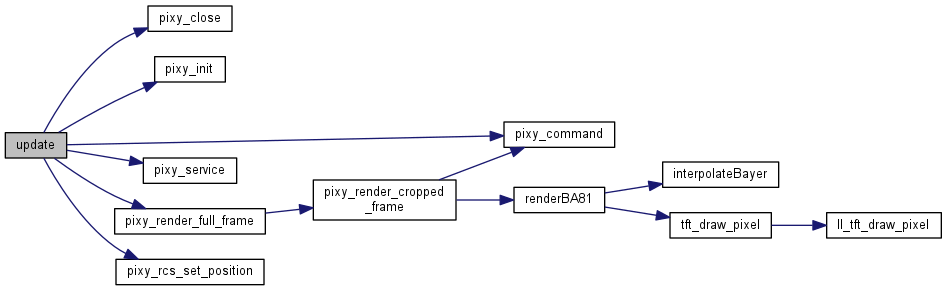 pixy_close
pixy_init
pixy_command
update
pixy_service
interpolateBayer
pixy_render_cropped
_frame
renderBA81
pixy_render_full_frame
tft_draw_pixel
ll_tft_draw_pixel
pixy_rcs_set_position